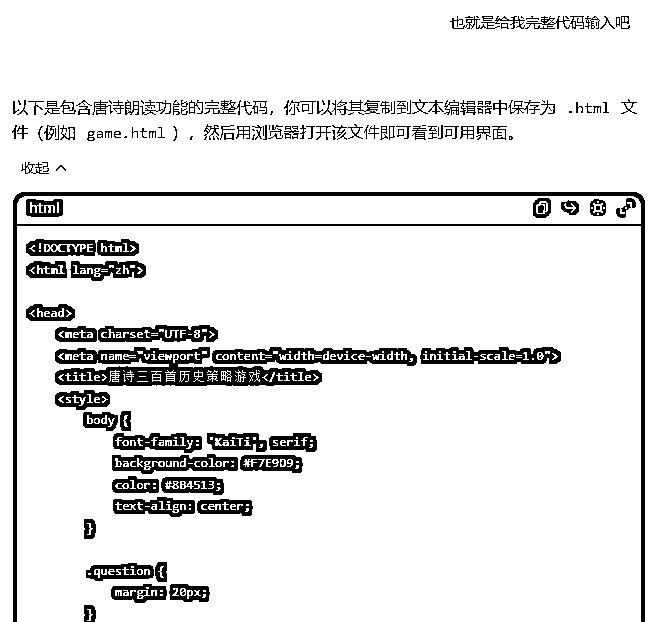 也就是给我完整代码输入吧
以下是包含唐诗朗读功能的完整代码，你可以将其复制到文本编辑器中保存为 .html 文
件（例如 game.html ），然后用浏览器打开该文件即可看到可用界面。
收起
html
<!DOCTYPE html>
<html lang="zh">
<head>
<meta charset="UTF-8">
<meta name="viewport" content="width=device-width, initial-scale=1.0">
<title>唐诗三百首历史策略游戏</title>
<style>
body {
font-family: 'KaiTi', serif;
background-color: #F7E9D9;
color: #8B4513;
text-align: center;
}
.question {
margin: 20px;
}